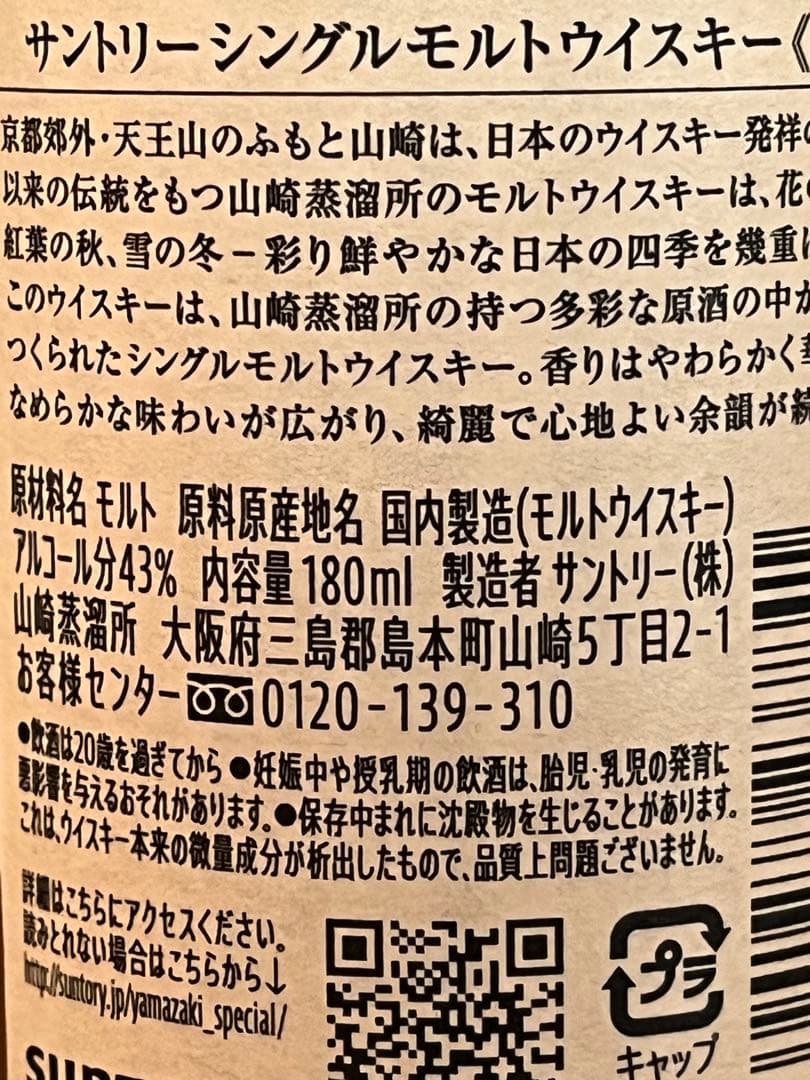 サントリーシングルモルトウイスキー《
京都郊外・天王山のふもと山崎は、日本のウイスキー発祥の
以来の伝統をもつ山崎蒸溜所のモルトウイスキーは、花の
紅葉の秋、雪の冬−彩り鮮やかな日本の四季を幾重に
このウイスキーは、山崎蒸溜所の持つ多彩な原酒の中か
つくられたシングルモルトウイスキー。香りはやわらかく華
なめらかな味わいが広がり、綺麗で心地よい余韻が続
原材料名 モルト 原料原産地名 国内製造(モルトウイスキー)
アルコール分43% 内容量180ml 製造者 サントリー(株)
山崎蒸溜所 大阪府三島郡島本町山崎5丁目2-1
お客様センター 0120-139-310
●飲酒は20歳を過ぎてから ●妊娠中や授乳期の飲酒は、胎児・乳児の発育に
悪影響を与えるおそれがあります。●保存中まれに沈殿物を生じることがあります。
これは、ウイスキー本来の微量成分が析出したもので、品質上問題ございません。
詳細はこちらにアクセスください。
読みとれない場合はこちらから↓
http://suntory.jp/yamazaki_special/
プラ
キャップ